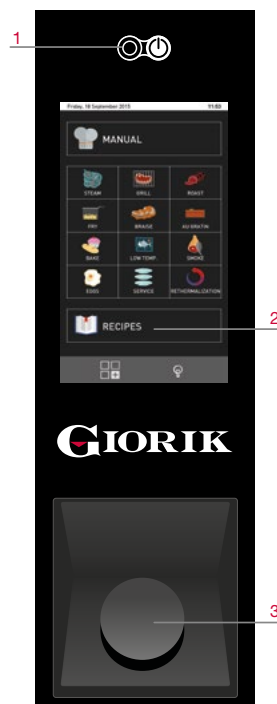 1
Friday, 18 September 2015 11:53
MANUAL
STEAM GRILL ROAST
FRY BRAISE AU GRATIN
BAKE LOW TEMP. SMOKE
EGGS SERVICE RETHERMALIZATION
2
RECIPES
GIORIK
3